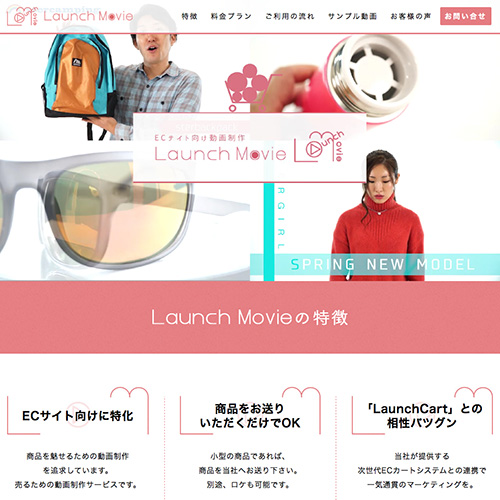 Launch Movie
特徴 料金プラン ご利用の流れ サンプル動画 お客様の声 お問い合せ
ECサイト向け動画制作
Launch Movie
Launch Movie
RGIRL
SPRING NEW MODEL
Launch Movieの特徴
ECサイト向けに特化
商品を魅せるための動画制作
を追求しています。
売るための動画制作サービスです。
商品をお送り
いただくだけでOK
小型の商品であれば、
商品を当社へお送り下さい。
別途、ロケも可能です。
「LaunchCart」との
相性バツグン
当社が提供する
次世代ECカートシステムとの連携で
一気通貫のマーケティングを。